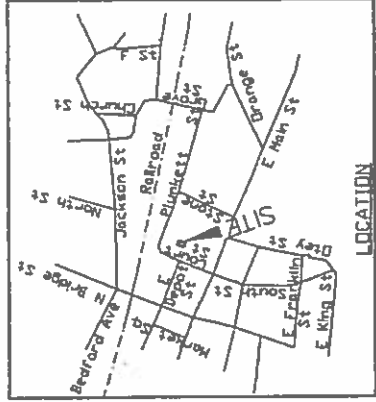 F St
Church St
Jackson St
North St
N Bridge St
Bedford Ave
Railroad
Plunkett
St
Grove
St
Orange St
E Main St
St
SITE
Depot
St
Otey St
South St
Market Sq
E Franklin
St
E King St
LOCATION